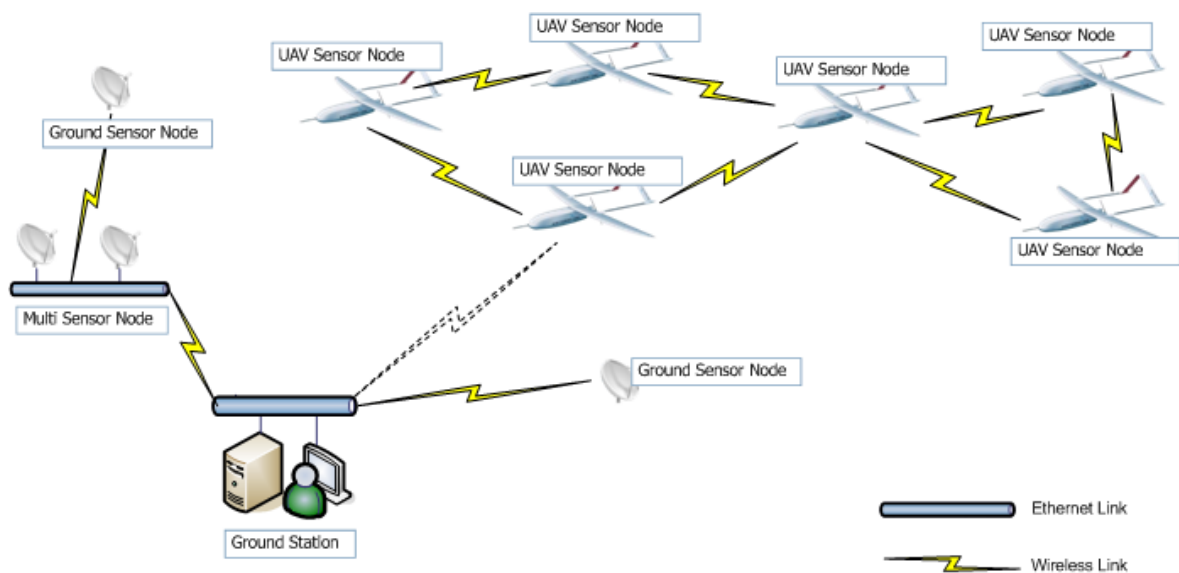 UAV Sensor Node
UAV Sensor Node
UAV Sensor Node
UAV Sensor Node
Ground Sensor Node
UAV Sensor Node
UAV Sensor Node
Multi Sensor Node
Ground Sensor Node
Ground Station
Ethernet Link
Wireless Link